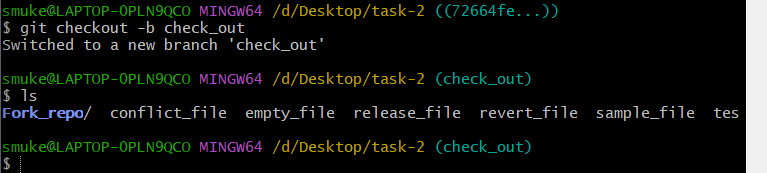 smuke@LAPTOP-0PLN9QCO MINGW64 /d/Desktop/task-2 ((72664fe...))
$ git checkout -b check_out
Switched to a new branch 'check_out'
smuke@LAPTOP-0PLN9QCO MINGW64 /d/Desktop/task-2 (check_out)
$ ls
Fork_repo/  conflict_file  empty_file  release_file  revert_file  sample_file  tes
smuke@LAPTOP-0PLN9QCO MINGW64 /d/Desktop/task-2 (check_out)
$